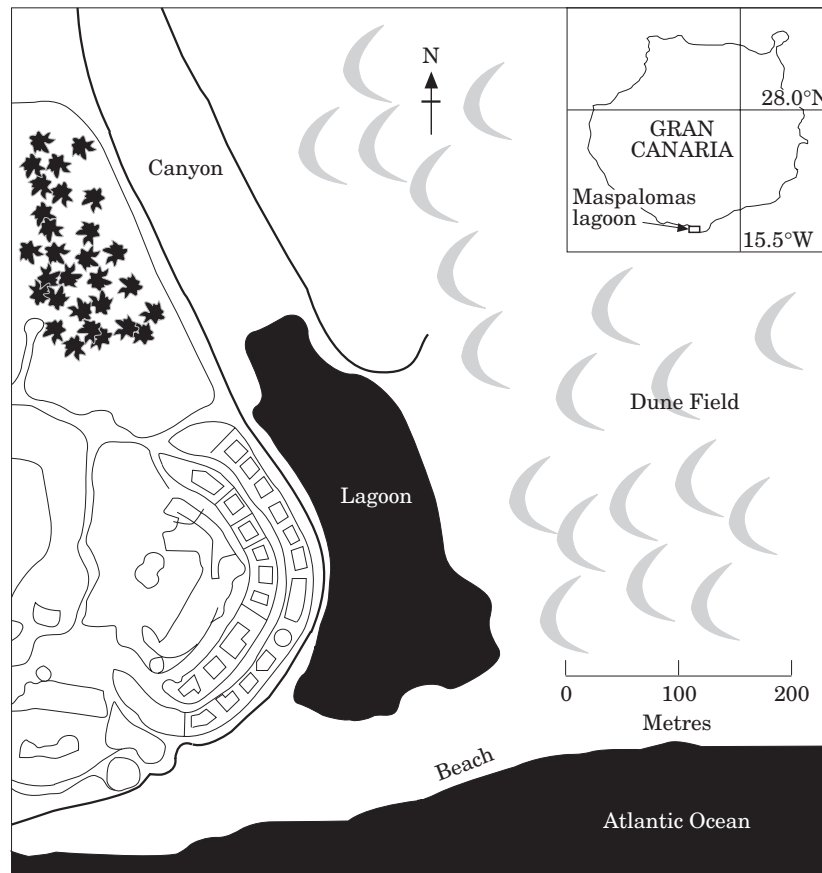 N
28.0°N
GRAN
CANARIA
Canyon
Maspalomas
lagoon
15.5°W
Dune Field
Lagoon
0 100 200
Metres
Beach
Atlantic Ocean